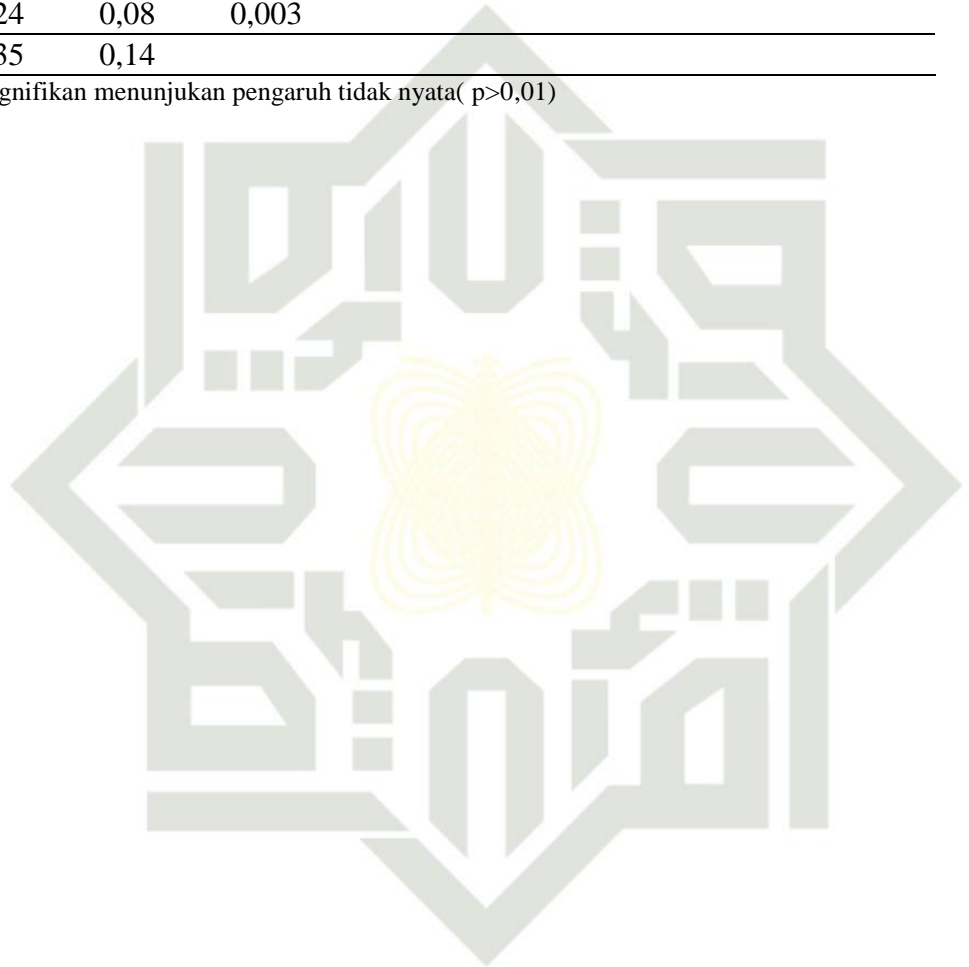 24 0,08 0,003
35 0,14
gnifikan menunjukan pengaruh tidak nyata( p>0,01)